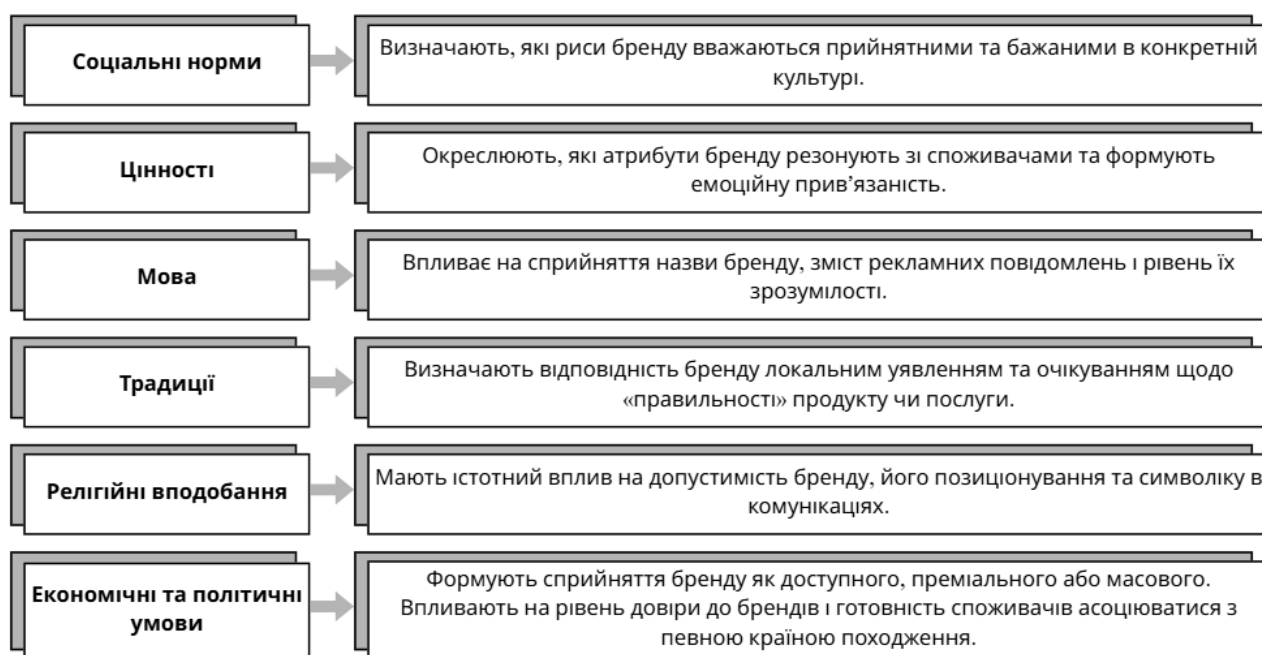 Соціальні норми
Визначають, які риси бренду вважаються прийнятними та бажаними в конкретній
культурі.
Цінності
Окреслюють, які атрибути бренду резонують зі споживачами та формують
емоційну прив’язаність.
Мова
Впливає на сприйняття назви бренду, зміст рекламних повідомлень і рівень їх
зрозумілості.
Традиції
Визначають відповідність бренду локальним уявленням та очікуванням щодо
«правильності» продукту чи послуги.
Релігійні вподобання
Мають істотний вплив на допустимість бренду, його позиціонування та символіку в
комунікаціях.
Економічні та політичні
умови
Формують сприйняття бренду як доступного, преміального або масового.
Впливають на рівень довіри до брендів і готовність споживачів асоціюватися з
певною країною походження.